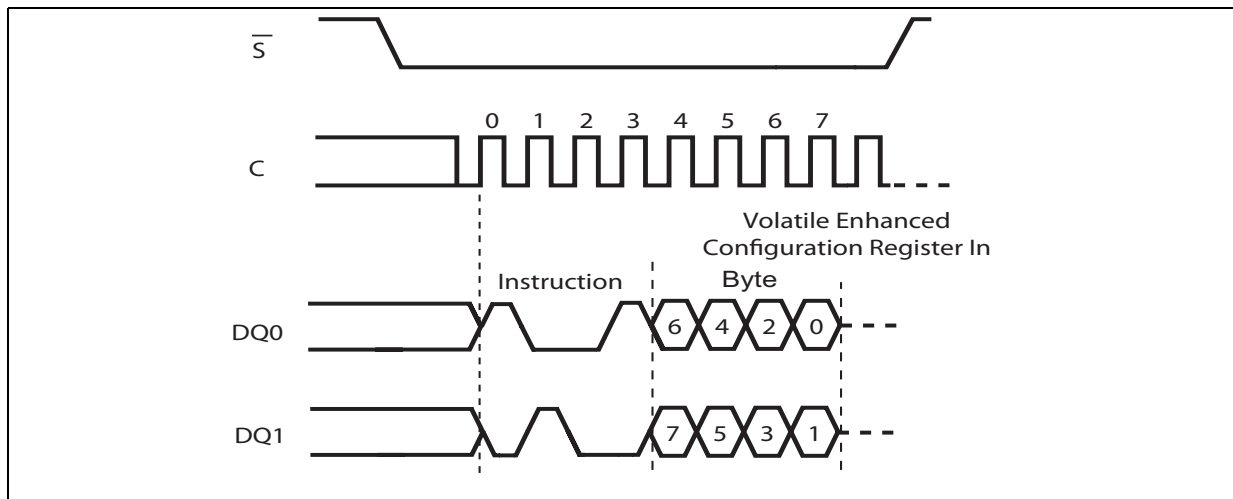 S
0 1 2 3 4 5 6 7
C
Volatile Enhanced
Configuration Register In
Instruction Byte
DQ0 6 4 2 0
DQ1 7 5 3 1